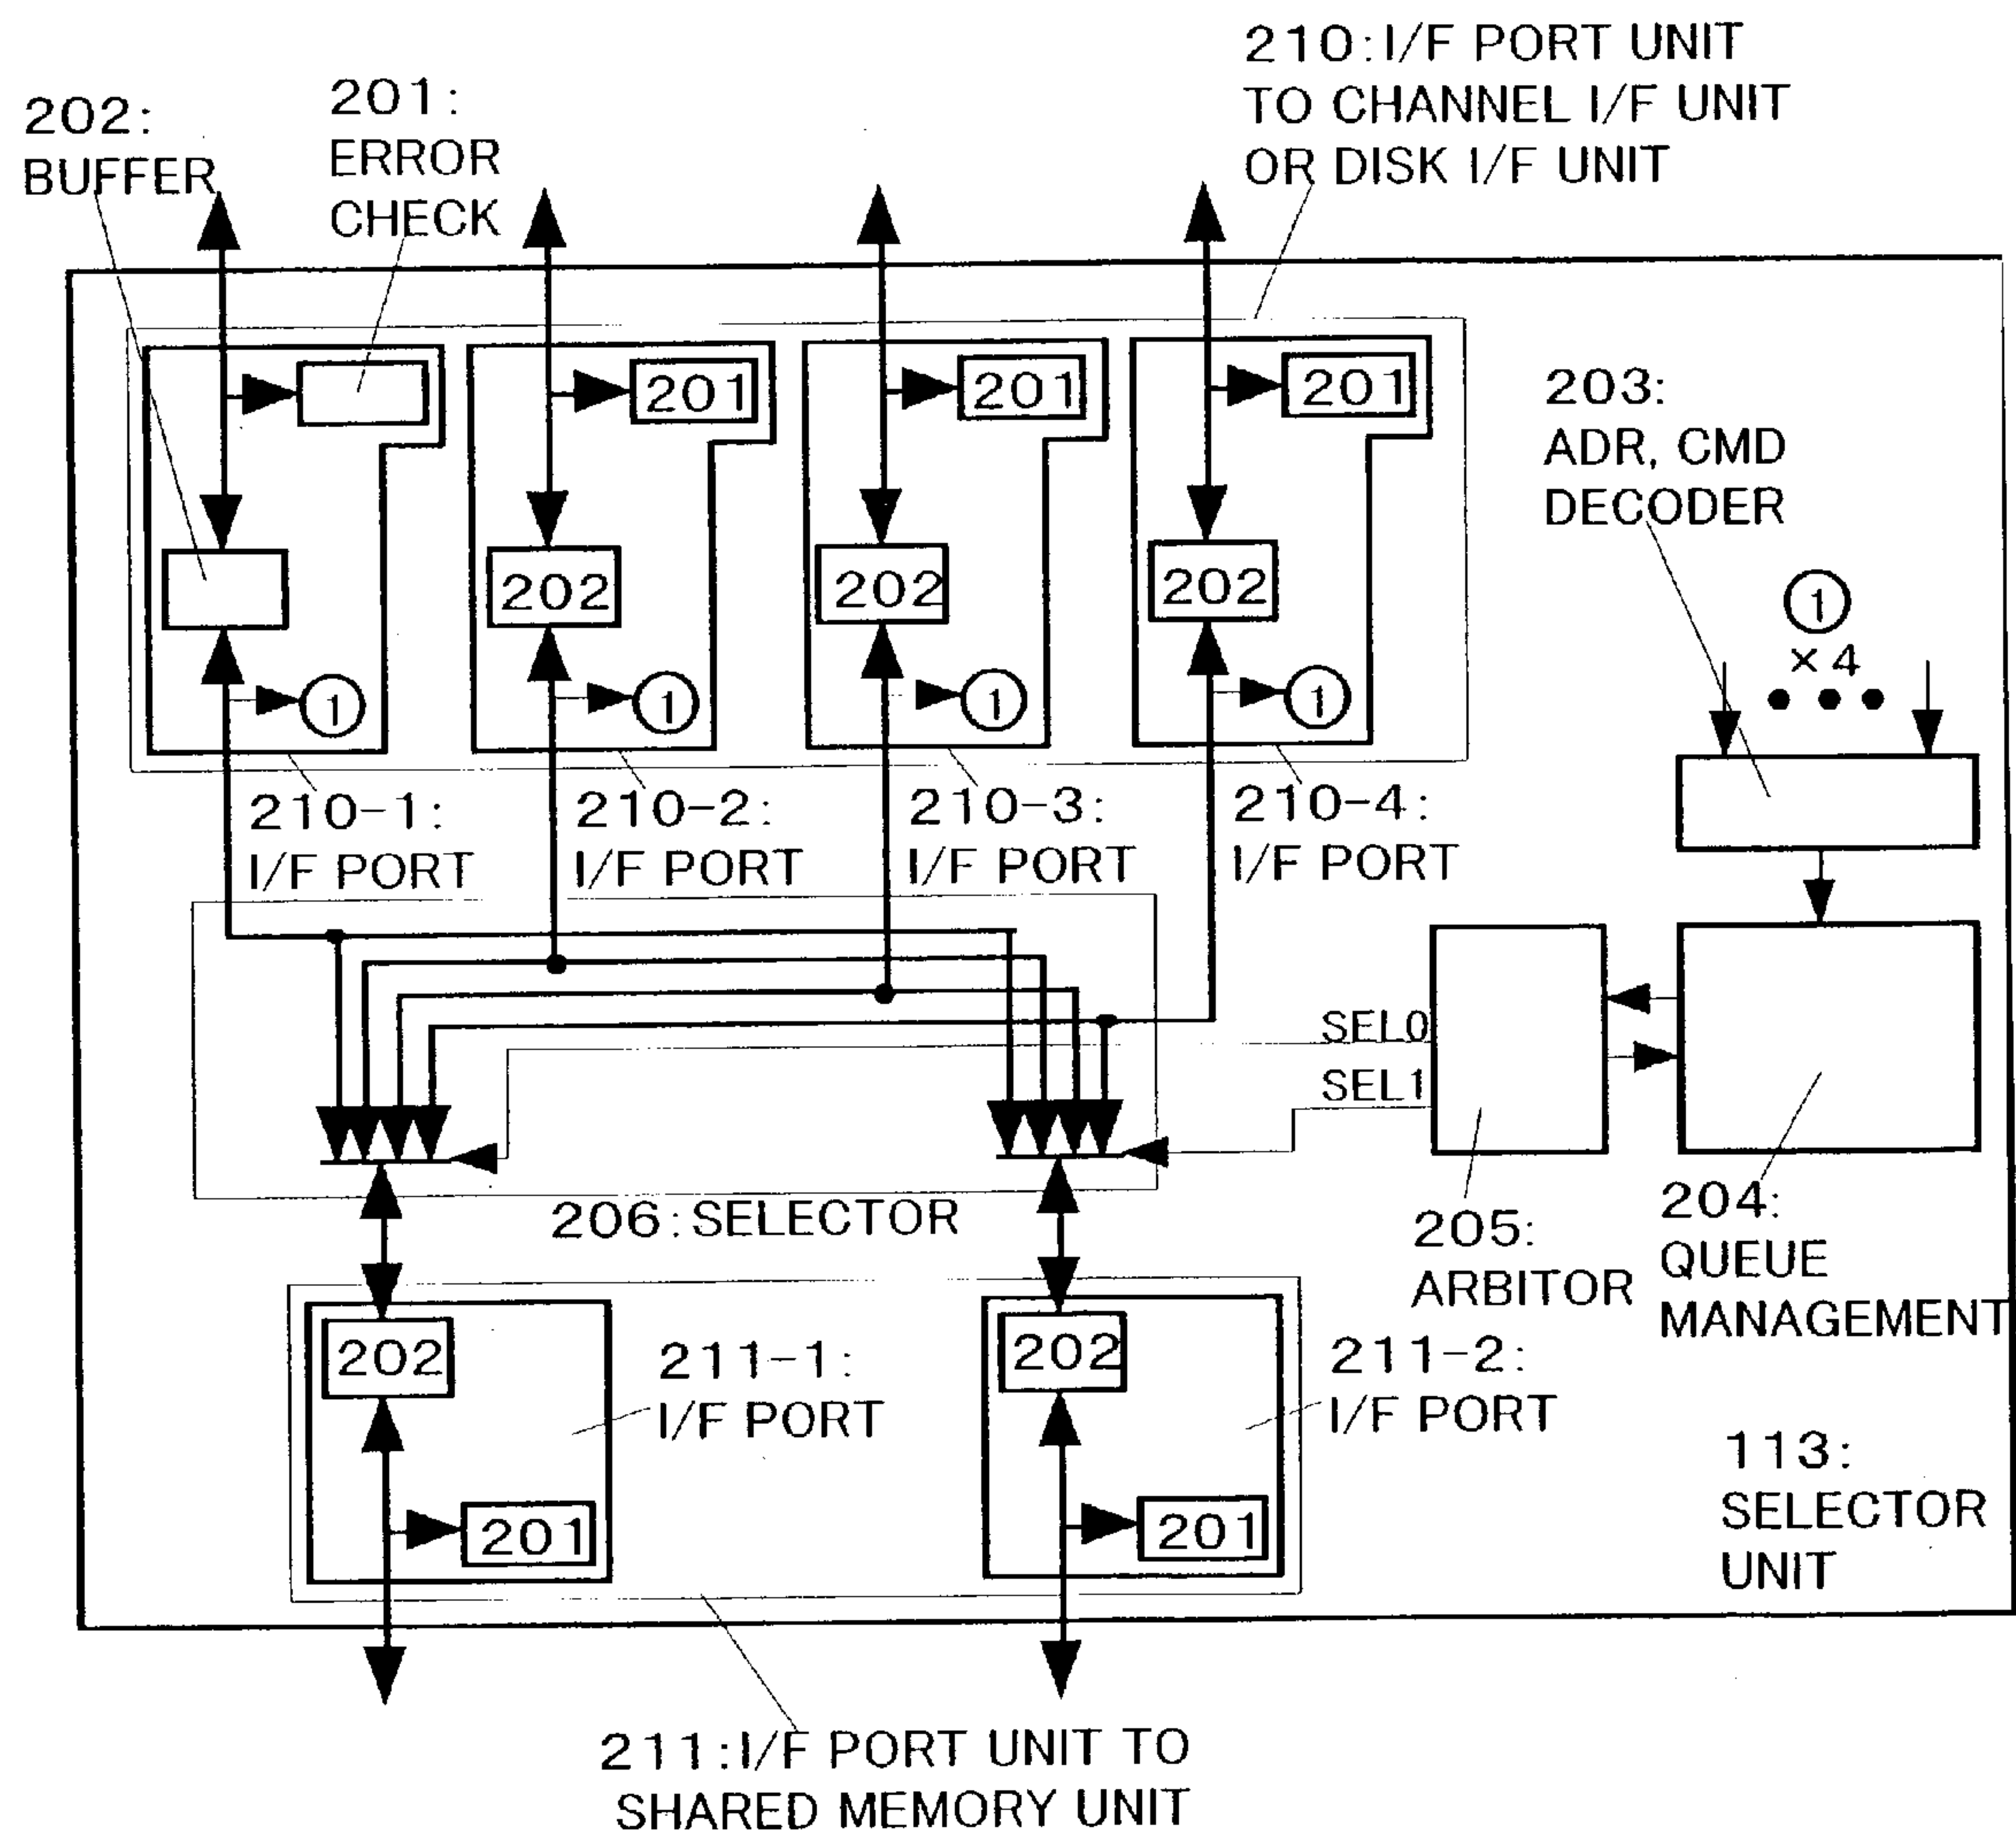 210:I/F PORT UNIT
TO CHANNEL I/F UNIT
OR DISK I/F UNIT
202:
BUFFER
201:
ERROR
CHECK
201
201
201
203:
ADR, CMD
DECODER
202
202
202
1
×4
1
1
1
1
210-1:
I/F PORT
210-2:
I/F PORT
210-3:
I/F PORT
210-4:
I/F PORT
SEL0
SEL1
206:SELECTOR
205:
ARBITOR
204:
QUEUE
MANAGEMENT
202
211-1:
I/F PORT
202
211-2:
I/F PORT
201
201
113:
SELECTOR
UNIT
211:I/F PORT UNIT TO
SHARED MEMORY UNIT